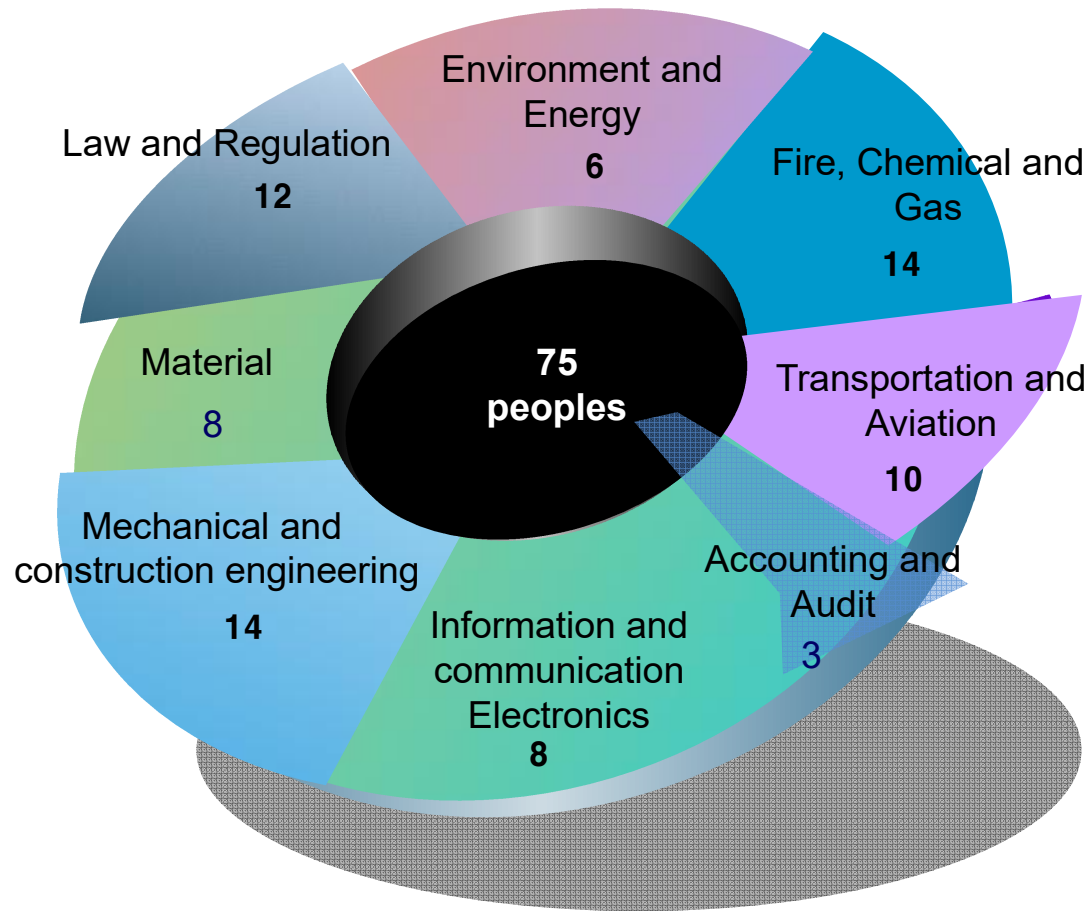 Environment and
Energy
6
Law and Regulation
12
Fire, Chemical and
Gas
14
Material
8
75
peoples
Transportation and
Aviation
10
Mechanical and
construction engineering
14
Accounting and
Audit
3
Information and
communication
Electronics
8